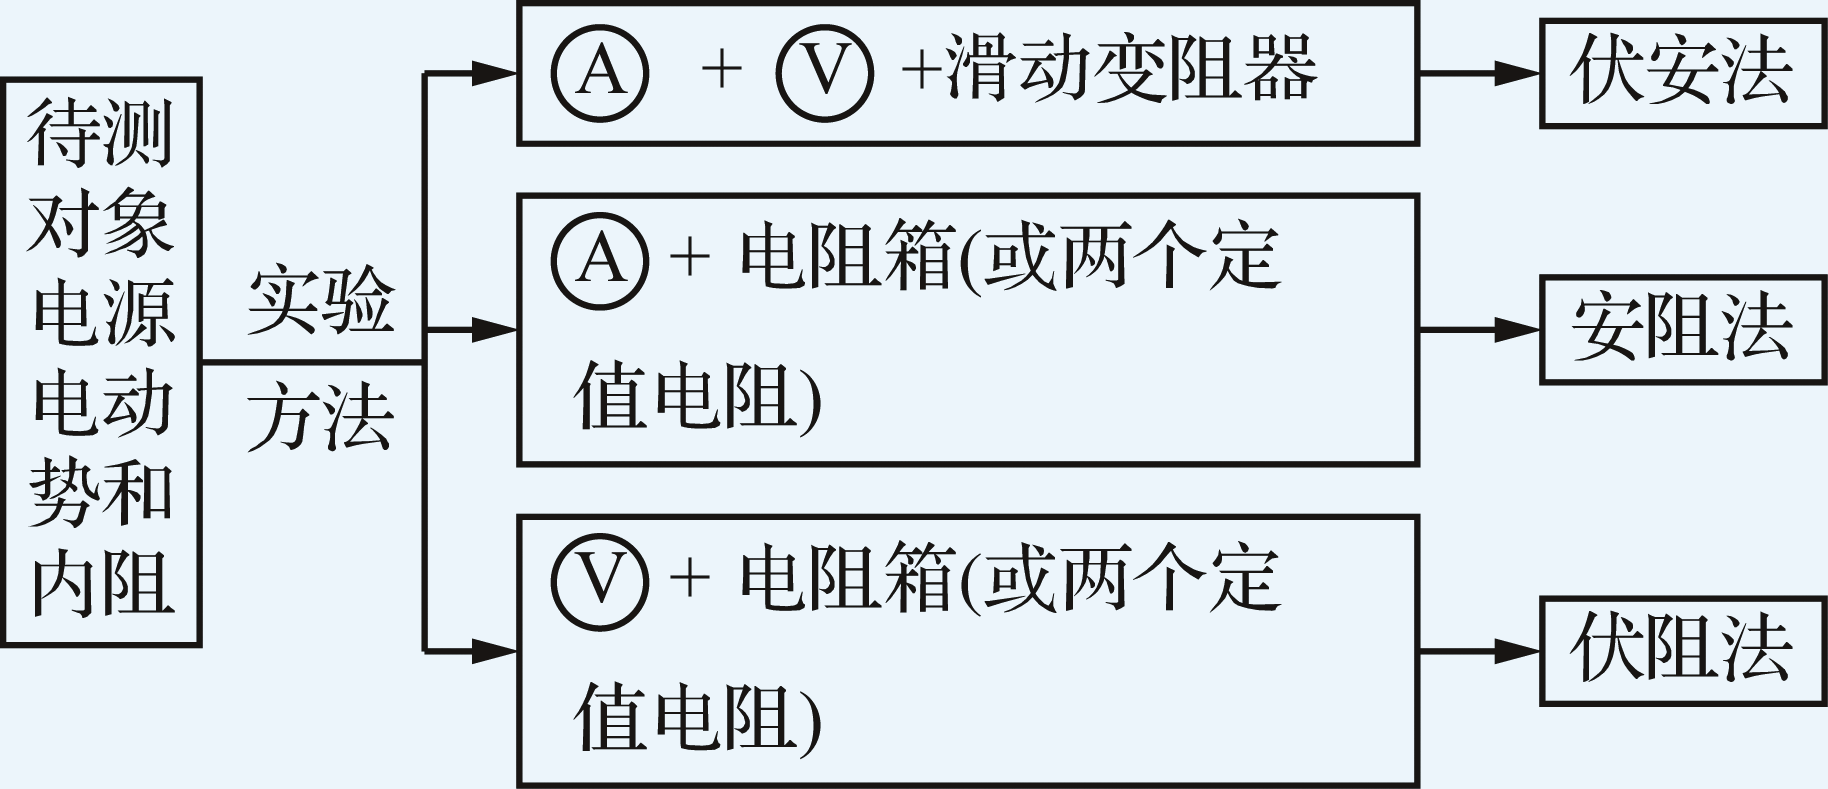 待测
对象
电源
电动
势和
内阻
实验
方法
A + V +滑动变阻器
伏安法
A + 电阻箱(或两个定
值电阻)
安阻法
V + 电阻箱(或两个定
值电阻)
伏阻法